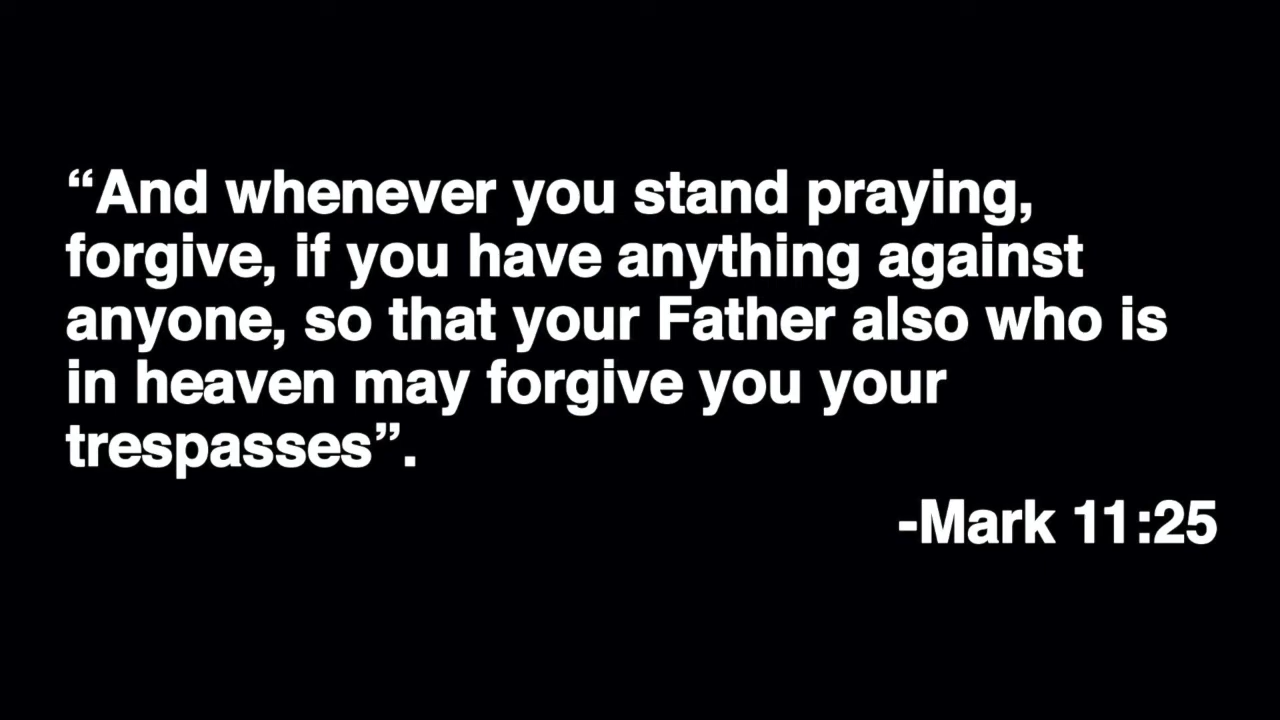 “And whenever you stand praying,
forgive, if you have anything against
anyone, so that your Father also who is
in heaven may forgive you your
trespasses”.
-Mark 11:25